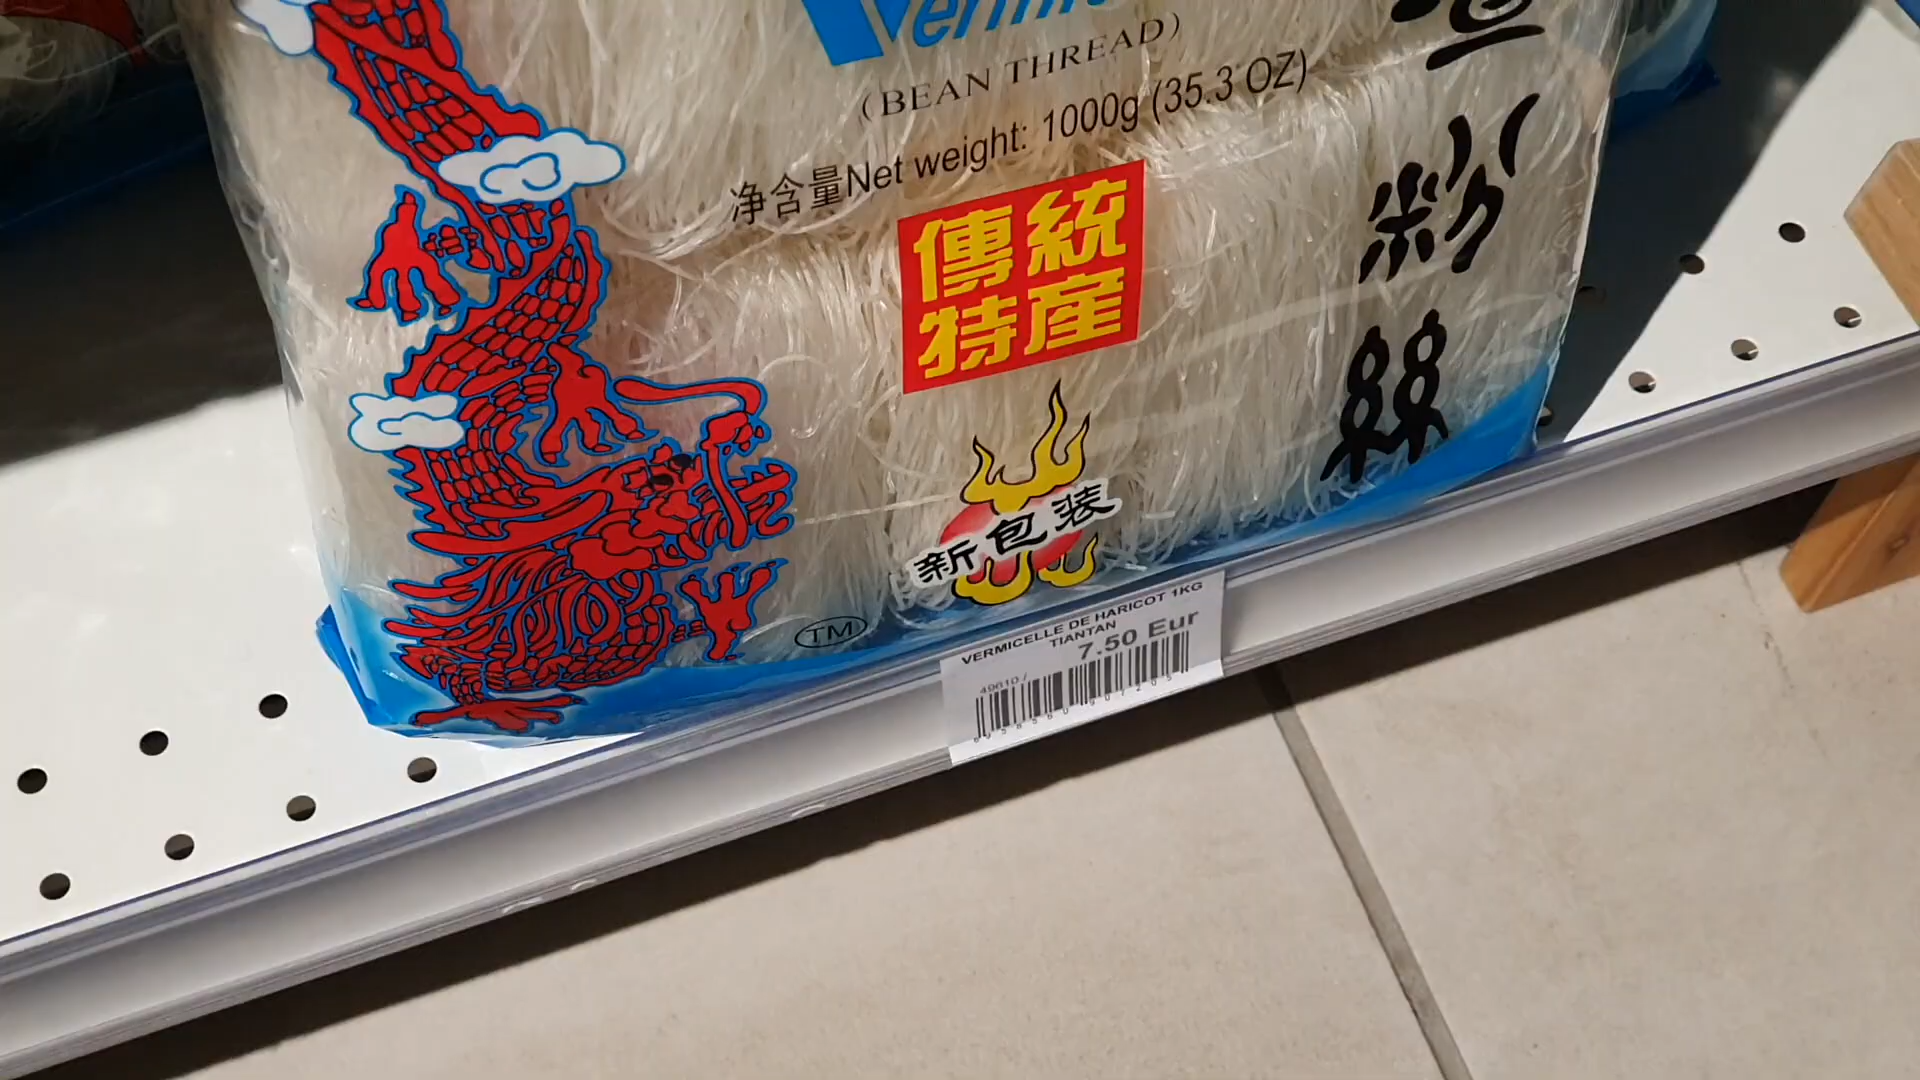 (BEAN THREAD)
净含量Net weight: 1000g (35.3 OZ)
傳統
特産
粉
絲
新包装
TM
VERMICELLE DE HARICOT 1KG
TIANTAN
7.50 Eur